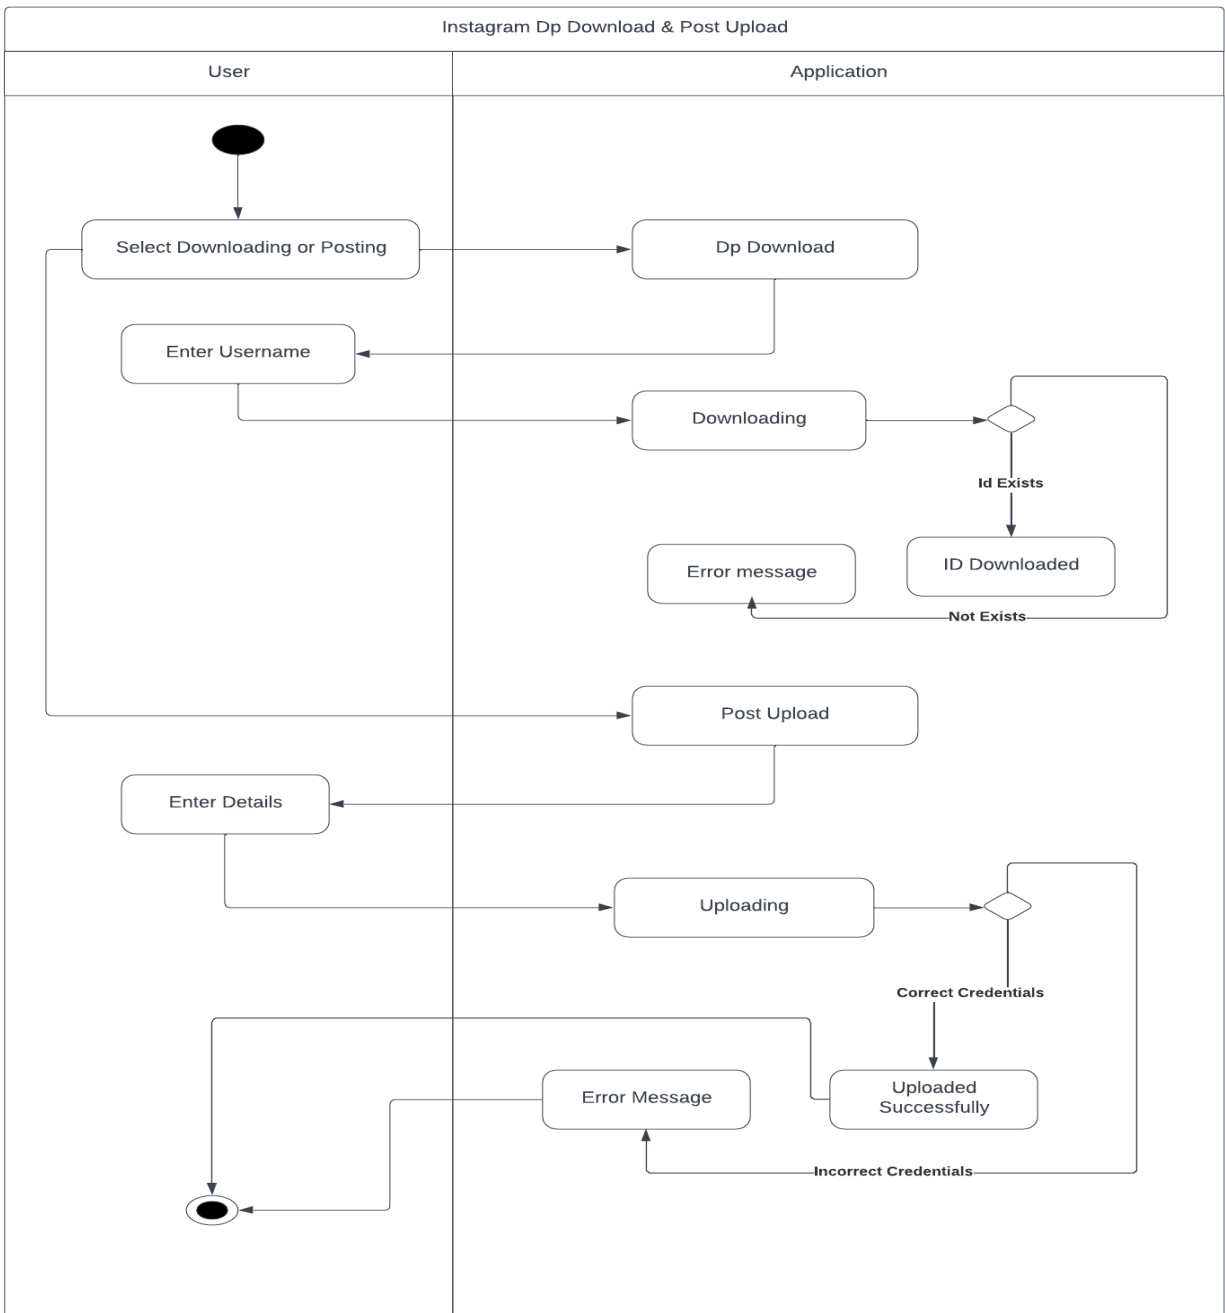 Instagram Dp Download & Post Upload
User
Application
Select Downloading or Posting
Dp Download
Enter Username
Downloading
Id Exists
Error message
ID Downloaded
Not Exists
Post Upload
Enter Details
Uploading
Correct Credentials
Error Message
Uploaded
Successfully
Incorrect Credentials